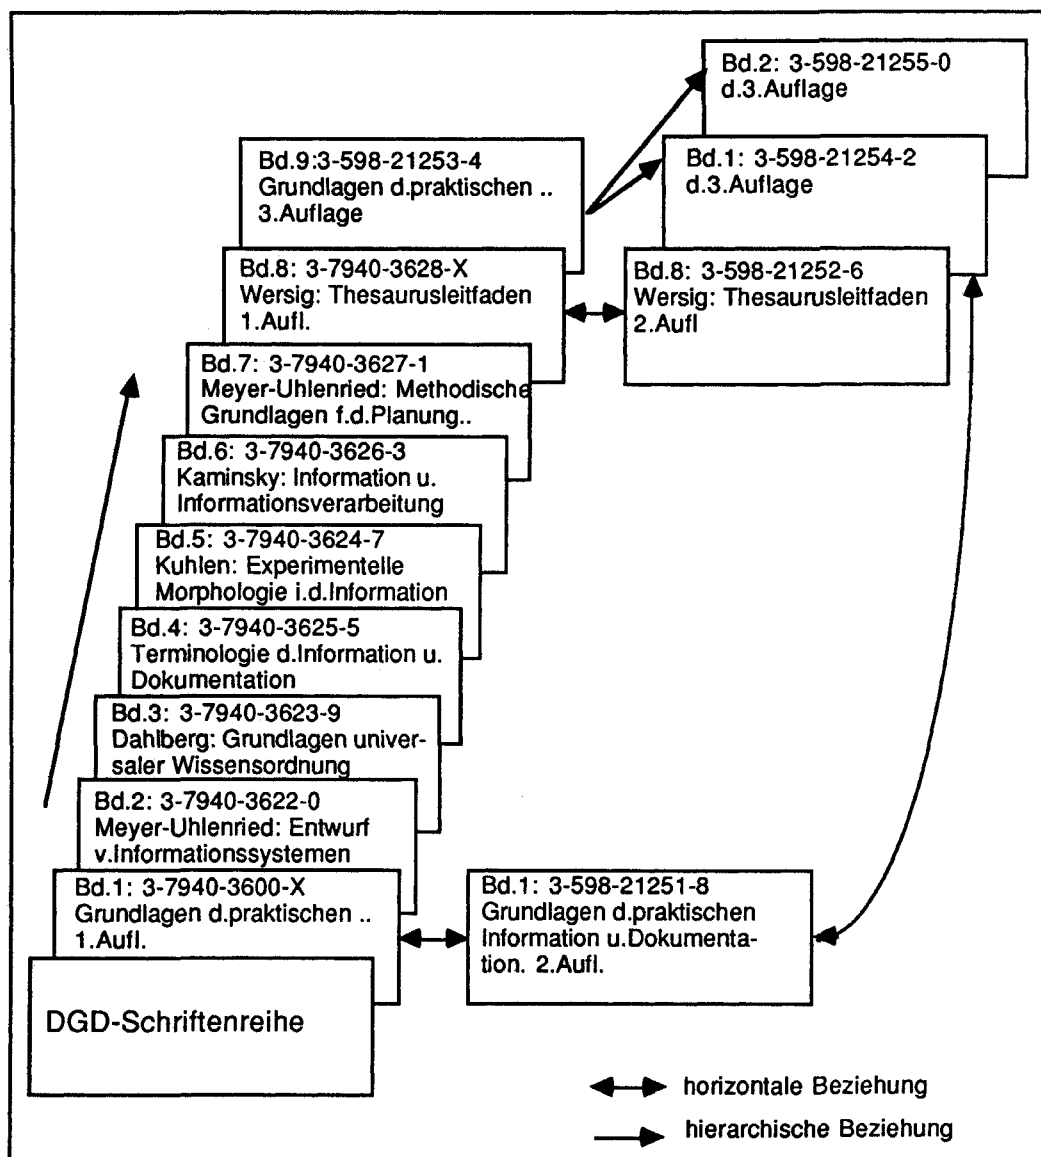 Bd.2: 3-598-21255-0
d.3.Auflage
Bd.1: 3-598-21254-2
d.3.Auflage
Bd.9:3-598-21253-4
Grundlagen d.praktischen ..
3.Auflage
Bd.8: 3-7940-3628-X
Wersig: Thesaurusleitfaden
1.Aufl.
Bd.8: 3-598-21252-6
Wersig: Thesaurusleitfaden
2.Aufl
Bd.7: 3-7940-3627-1
Meyer-Uhlenried: Methodische
Grundlagen f.d.Planung..
Bd.6: 3-7940-3626-3
Kaminsky: Information u.
Informationsverarbeitung
Bd.5: 3-7940-3624-7
Kuhlen: Experimentelle
Morphologie i.d.Information
Bd.4: 3-7940-3625-5
Terminologie d.Information u.
Dokumentation
Bd.3: 3-7940-3623-9
Dahlberg: Grundlagen univer-
saler Wissensordnung
Bd.2: 3-7940-3622-0
Meyer-Uhlenried: Entwurf
v.Informationssystemen
Bd.1: 3-7940-3600-X
Grundlagen d.praktischen ..
1.Aufl.
Bd.1: 3-598-21251-8
Grundlagen d.praktischen
Information u.Dokumenta-
tion. 2.Aufl.
DGD-Schriftenreihe
horizontale Beziehung
hierarchische Beziehung